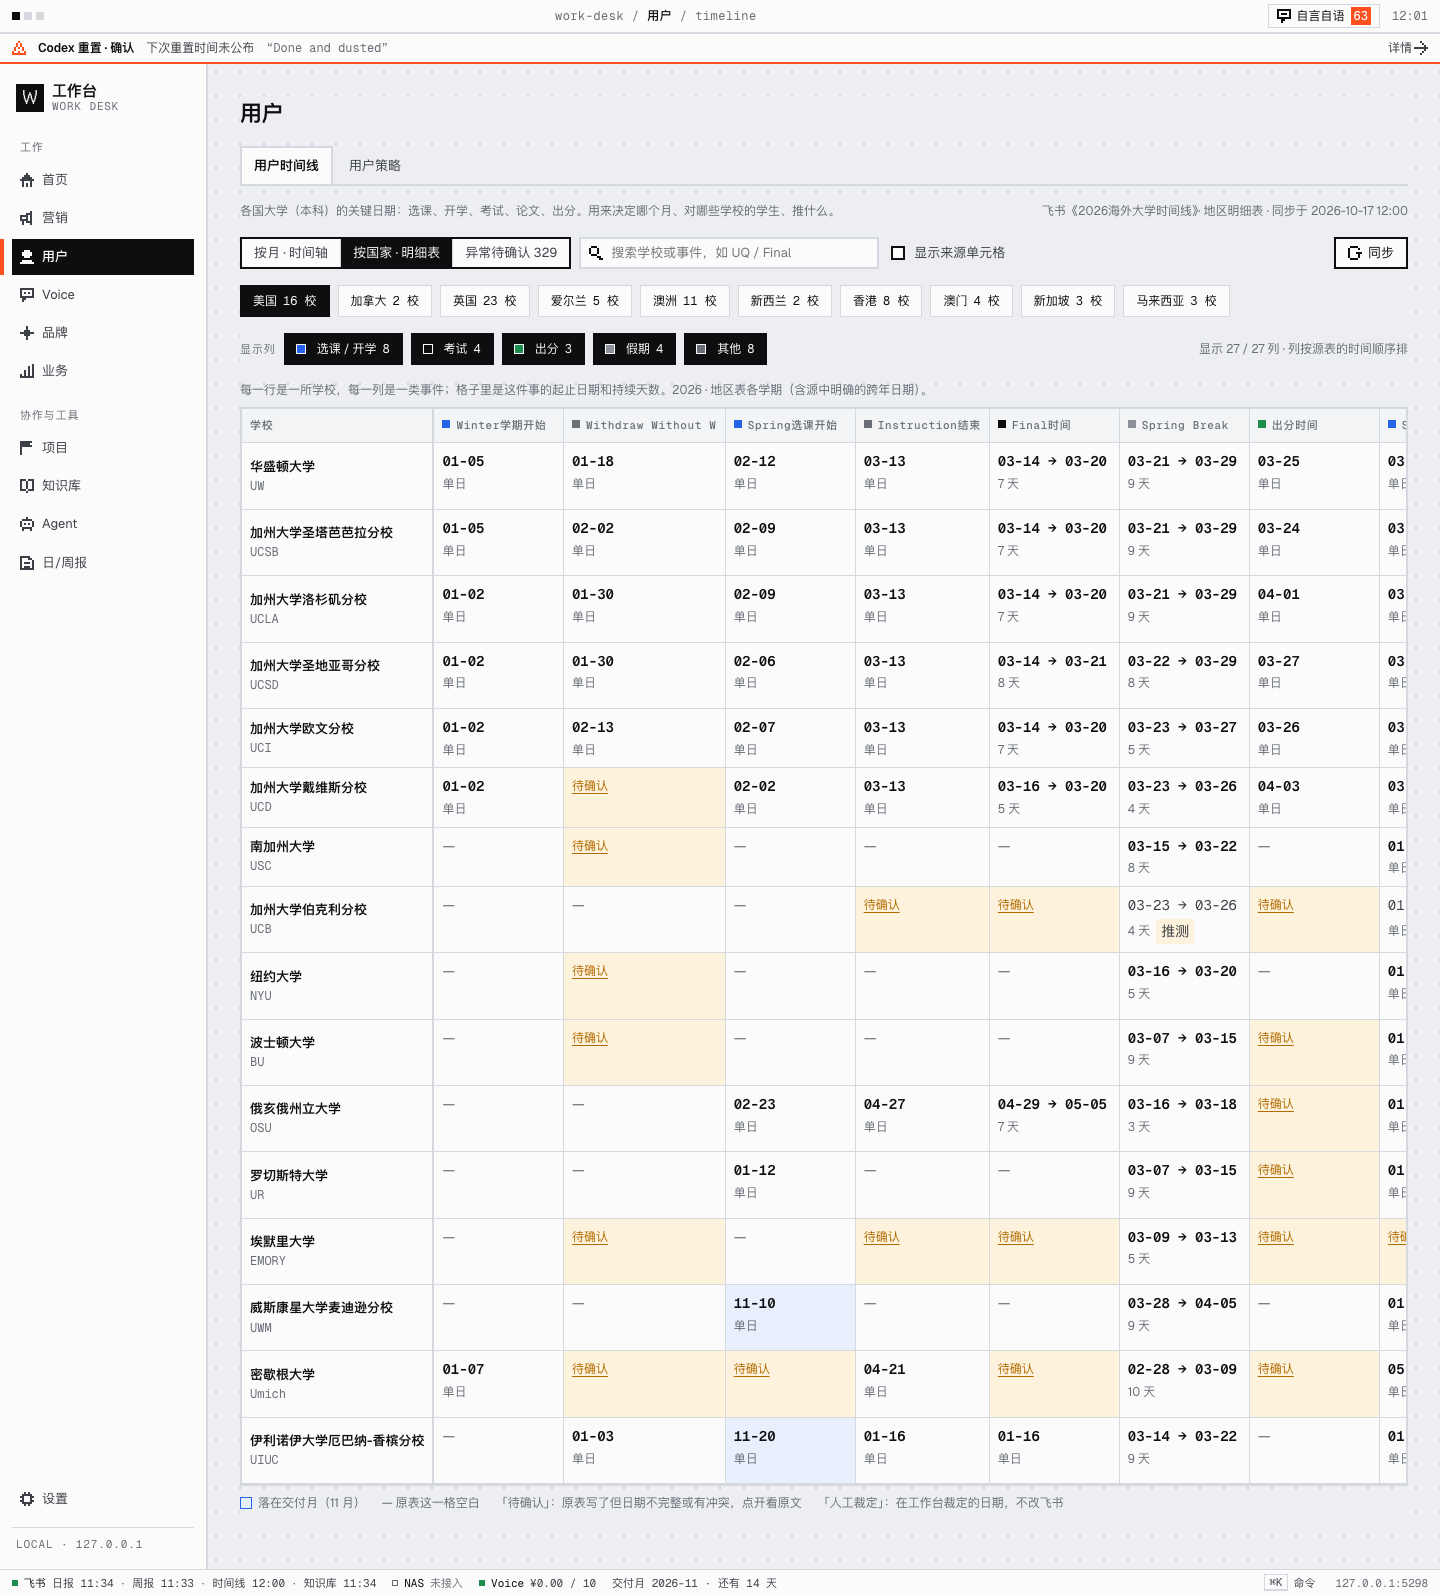 work-desk / 用户 / timeline
自言自语 63
12:01
Codex 重置 · 确认 下次重置时间未公布 “Done and dusted”
详情
W 工作台
WORK DESK
工作
首页
营销
用户
Voice
品牌
业务
协作与工具
项目
知识库
Agent
日/周报
设置
LOCAL · 127.0.0.1
用户
用户时间线 用户策略
各国大学（本科）的关键日期：选课、开学、考试、论文、出分。用来决定哪个月、对哪些学校的学生、推什么。
飞书《2026海外大学时间线》· 地区明细表 · 同步于 2026-10-17 12:00
按月 · 时间轴 按国家 · 明细表 异常待确认 329
搜索学校或事件，如 UQ / Final
显示来源单元格
同步
美国 16 校 加拿大 2 校 英国 23 校 爱尔兰 5 校 澳洲 11 校 新西兰 2 校 香港 8 校 澳门 4 校 新加坡 3 校 马来西亚 3 校
显示列 选课 / 开学 8 考试 4 出分 3 假期 4 其他 8
显示 27 / 27 列 · 列按源表的时间顺序排
每一行是一所学校，每一列是一类事件；格子里是这件事的起止日期和持续天数。2026 · 地区表各学期（含源中明确的跨年日期）。
学校 Winter学期开始 Withdraw Without W Spring选课开始 Instruction结束 Final时间 Spring Break 出分时间 S
华盛顿大学 01-05 01-18 02-12 03-13 03-14 → 03-20 03-21 → 03-29 03-25 03
UW 单日 单日 单日 单日 7 天 9 天 单日 单日
加州大学圣塔芭芭拉分校 01-05 02-02 02-09 03-13 03-14 → 03-20 03-21 → 03-29 03-24 03
UCSB 单日 单日 单日 单日 7 天 9 天 单日 单日
加州大学洛杉矶分校 01-02 01-30 02-09 03-13 03-14 → 03-20 03-21 → 03-29 04-01 03
UCLA 单日 单日 单日 单日 7 天 9 天 单日 单日
加州大学圣地亚哥分校 01-02 01-30 02-06 03-13 03-14 → 03-21 03-22 → 03-29 03-27 03
UCSD 单日 单日 单日 单日 8 天 8 天 单日 单日
加州大学欧文分校 01-02 02-13 02-07 03-13 03-14 → 03-20 03-23 → 03-27 03-26 03
UCI 单日 单日 单日 单日 7 天 5 天 单日 单日
加州大学戴维斯分校 01-02 待确认 02-02 03-13 03-16 → 03-20 03-23 → 03-26 04-03 03
UCD 单日 单日 单日 5 天 4 天 单日 单日
南加州大学 — 待确认 — — — 03-15 → 03-22 — 01
USC 8 天 单日
加州大学伯克利分校 — — — 待确认 待确认 03-23 → 03-26 待确认 01
UCB 4 天 推测 单日
纽约大学 — 待确认 — — — 03-16 → 03-20 — 01
NYU 5 天 单日
波士顿大学 — 待确认 — — — 03-07 → 03-15 待确认 01
BU 9 天 单日
俄亥俄州立大学 — — 02-23 04-27 04-29 → 05-05 03-16 → 03-18 待确认 01
OSU 单日 单日 7 天 3 天 单日
罗切斯特大学 — — 01-12 — — 03-07 → 03-15 待确认 01
UR 单日 9 天 单日
埃默里大学 — 待确认 — 待确认 待确认 03-09 → 03-13 待确认 待确
EMORY 5 天
威斯康星大学麦迪逊分校 — — 11-10 — — 03-28 → 04-05 — 01
UWM 单日 9 天 单日
密歇根大学 01-07 待确认 待确认 04-21 待确认 02-28 → 03-09 待确认 05
Umich 单日 单日 10 天 单日
伊利诺伊大学厄巴纳-香槟分校 — 01-03 11-20 01-16 01-16 03-14 → 03-22 — 01
UIUC 单日 单日 单日 单日 9 天 单日
落在交付月（11 月） — 原表这一格空白 「待确认」：原表写了但日期不完整或有冲突，点开看原文 「人工裁定」：在工作台裁定的日期，不改飞书
飞书 日报 11:34 · 周报 11:33 · 时间线 12:00 · 知识库 11:34 NAS 未接入 Voice ¥0.00 / 10 交付月 2026-11 · 还有 14 天
⌘K 命令 127.0.0.1:5298